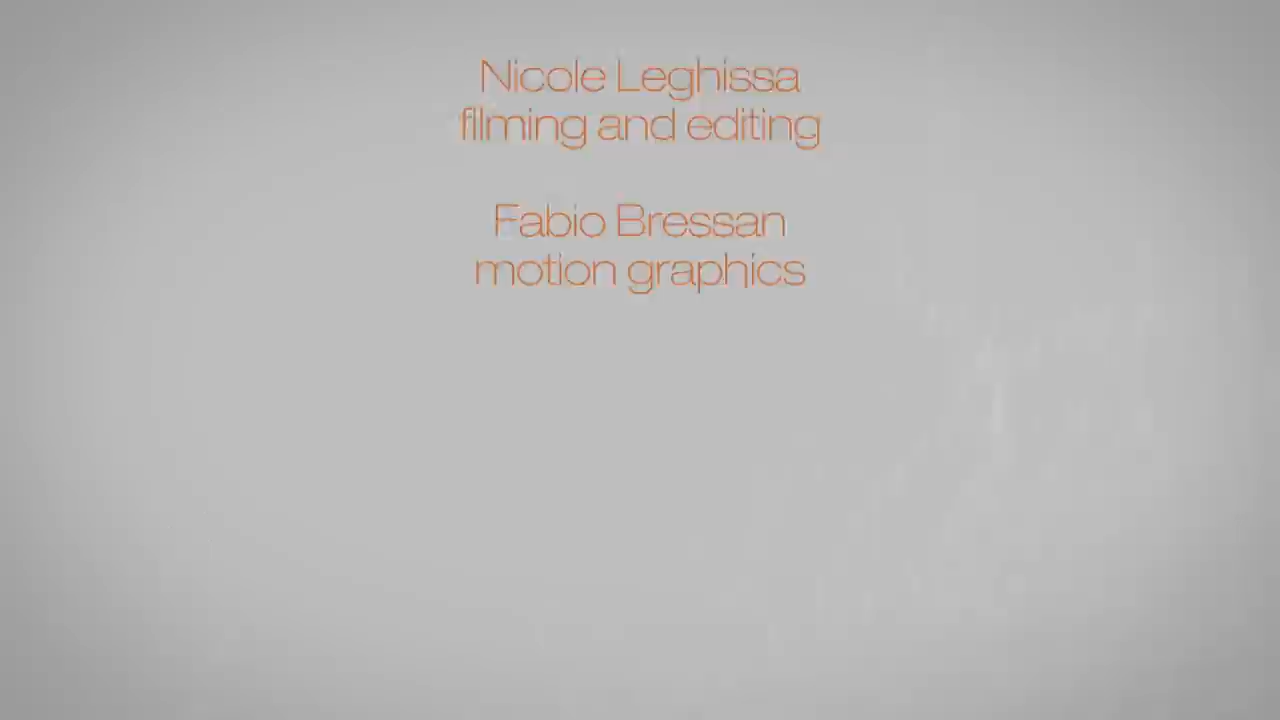 Nicole Leghissa
filming and editing
Fabio Bressan
motion graphics